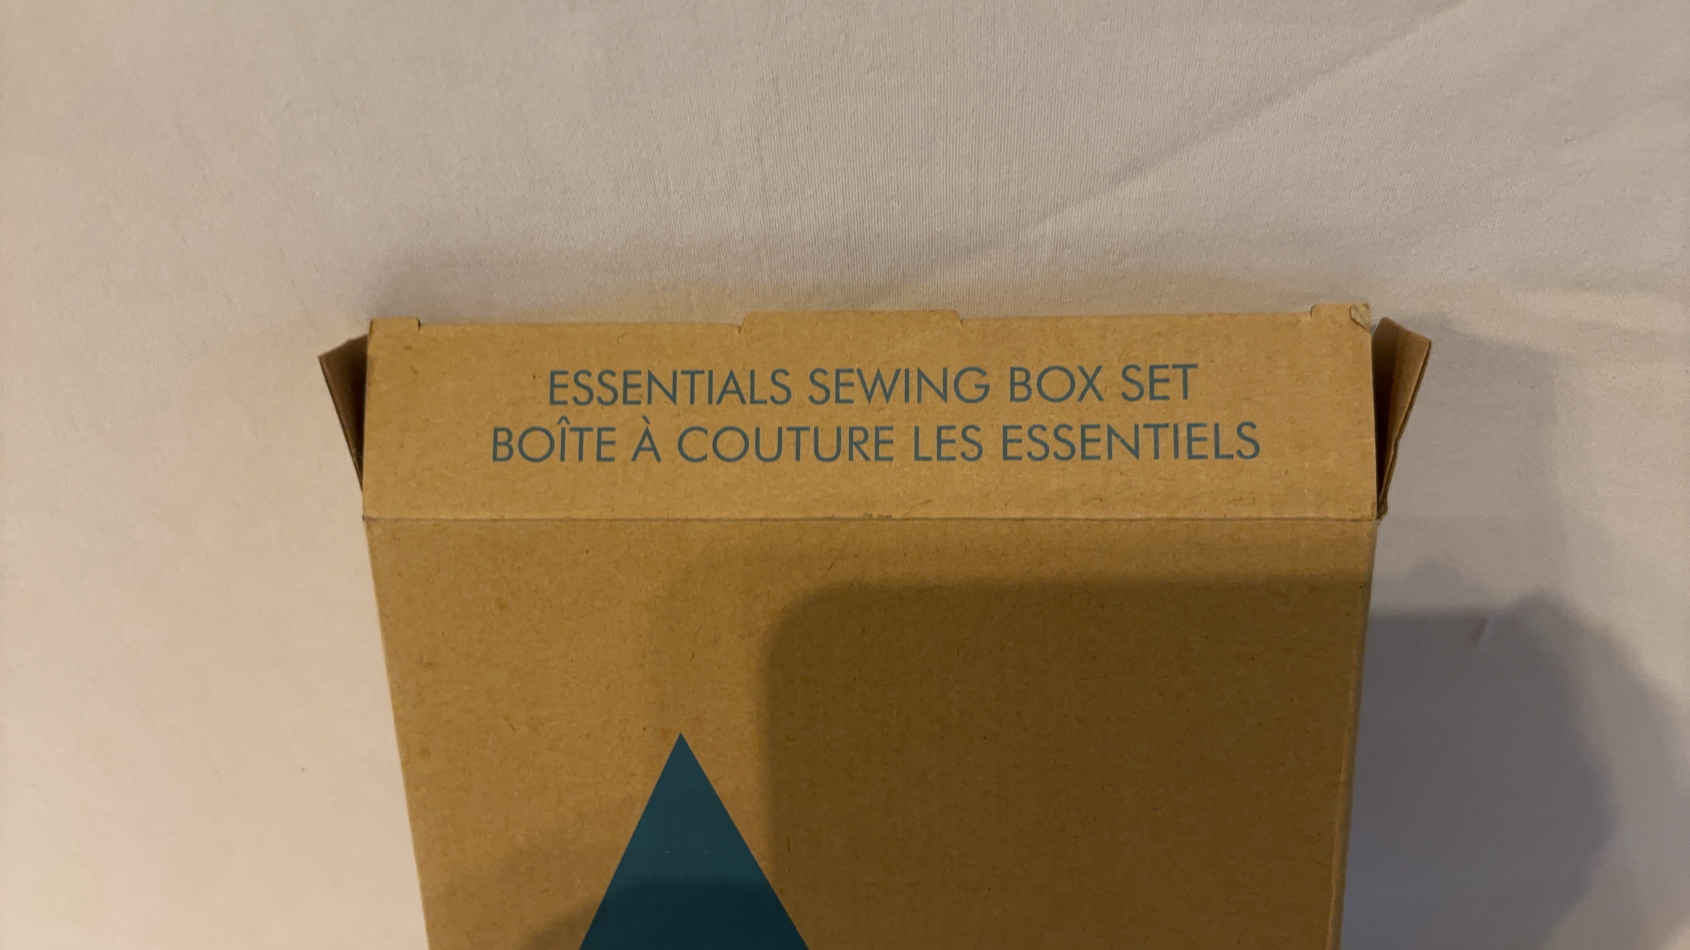 ESSENTIALS SEWING BOX SET
BOÎTE À COUTURE LES ESSENTIELS